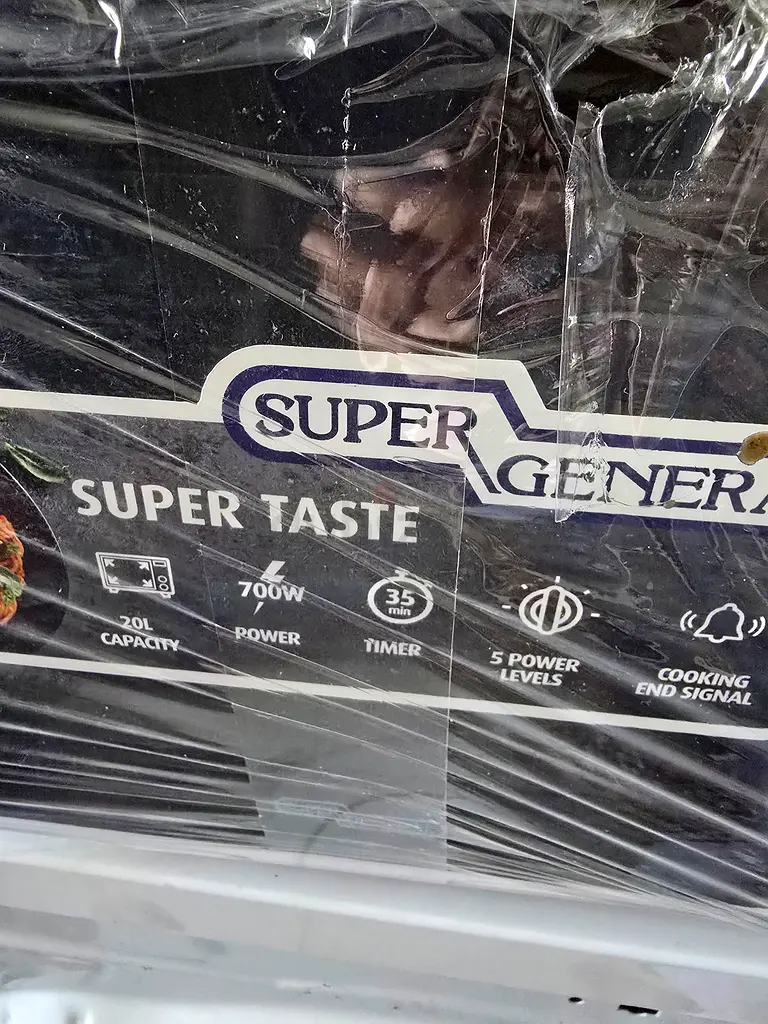 SUPER
GENERA
SUPER TASTE
20L
CAPACITY
700W
POWER
35
min
TIMER
5 POWER
LEVELS
COOKING
END SIGNAL